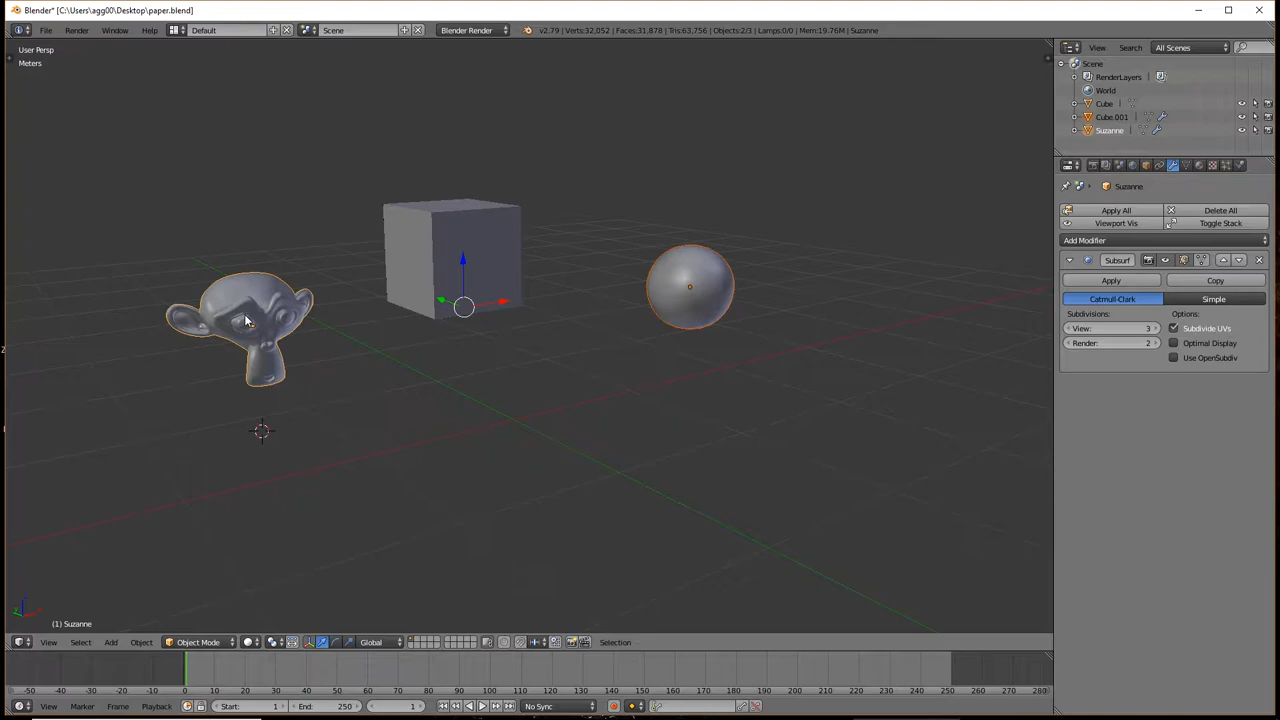 Blender* [C:\Users\agg00\Desktop\paper.blend]
File Render Window Help Default Scene Blender Render v2.79 | Verts:32,052 | Faces:31,878 | Tris:63,756 | Objects:2/3 | Lamps:0/0 | Mem:19.76M | Suzanne
User Persp
Meters
(1) Suzanne
View Select Add Object Object Mode Global Selection
-50 -40 -30 -20 -10 0 10 20 30 40 50 60 70 80 90 100 110 120 130 140 150 160 170 180 190 200 210 220 230 240 250 260 270 280
View Marker Frame Playback Start: 1 End: 250 1 No Sync
View Search All Scenes
Scene
RenderLayers |
World
Cube |
Cube.001 |
Suzanne |
Suzanne
Apply All Delete All
Viewport Vis Toggle Stack
Add Modifier
Subsurf
Apply Copy
Catmull-Clark Simple
Subdivisions: Options:
View: 3 Subdivide UVs
Render: 2 Optimal Display
Use OpenSubdiv